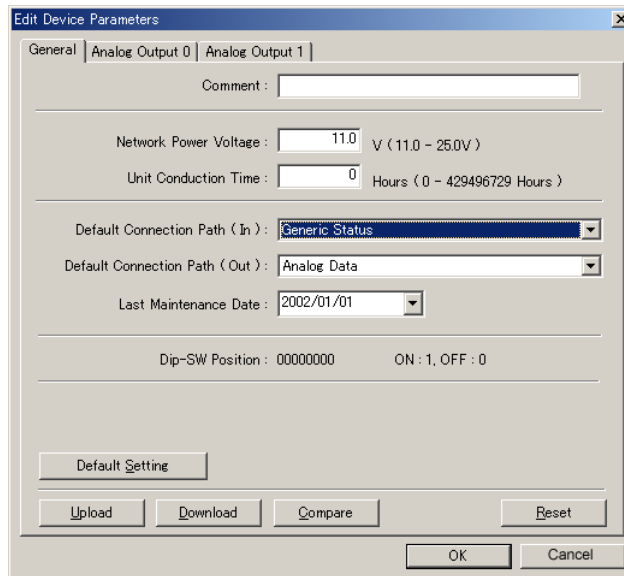 Edit Device Parameters
General Analog Output 0 Analog Output 1
Comment :
Network Power Voltage : 11.0 V ( 11.0 - 25.0V )
Unit Conduction Time : 0 Hours ( 0 - 429496729 Hours )
Default Connection Path ( In ) : Generic Status
Default Connection Path ( Out ) : Analog Data
Last Maintenance Date : 2002/01/01
Dip-SW Position : 00000000 ON : 1, OFF : 0
Default Setting
Upload Download Compare Reset
OK Cancel